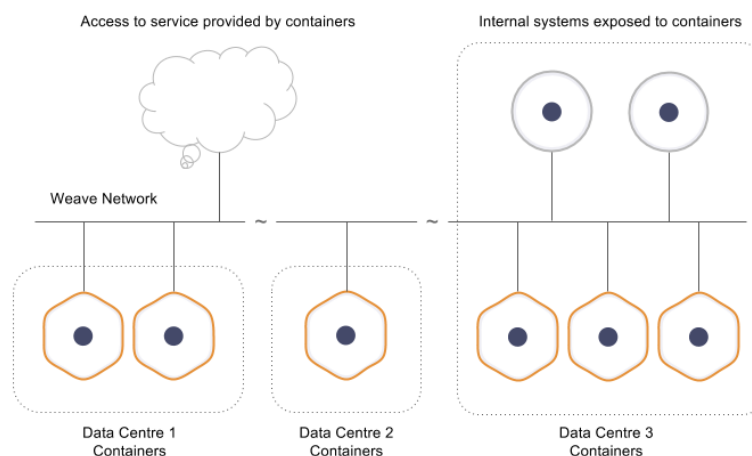 Access to service provided by containers
Internal systems exposed to containers
Weave Network
~
~
Data Centre 1
Containers
Data Centre 2
Containers
Data Centre 3
Containers